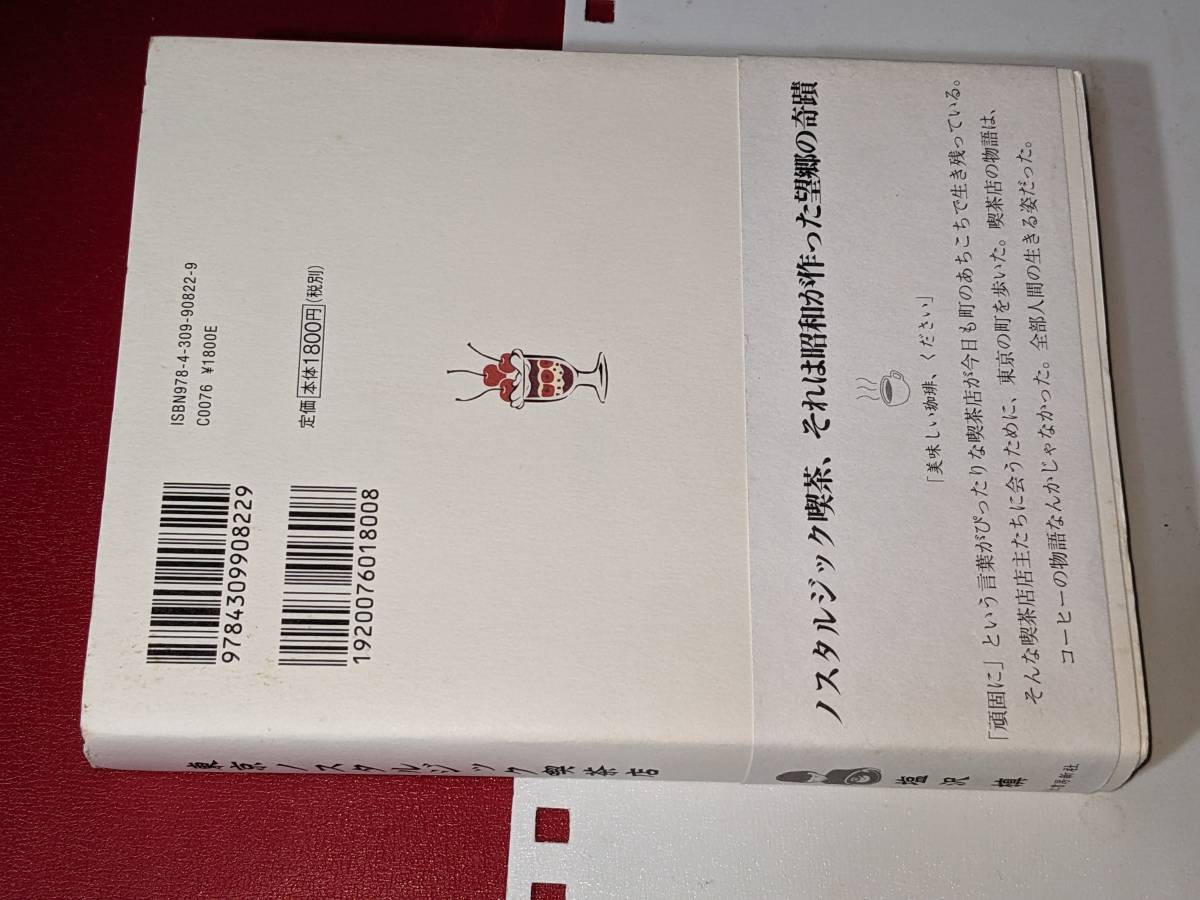 ISBN978-4-309-90822-9
C0076 ¥1800E
定価 本体1800円(税別)
9784309908229
1920076018008
ノスタルジック喫茶、それは昭和が作った望郷の奇蹟
「美味しい珈琲、ください」
「頑固に」という言葉がぴったりな喫茶店が今日も町のあちこちで生き残っている。
そんな喫茶店店主たちに会うために、東京の町を歩いた。喫茶店の物語は、
コーヒーの物語なんかじゃなかった。全部人間の生きる姿だった。
東京ノスタルジック喫茶店
塩沢 槙
房新社